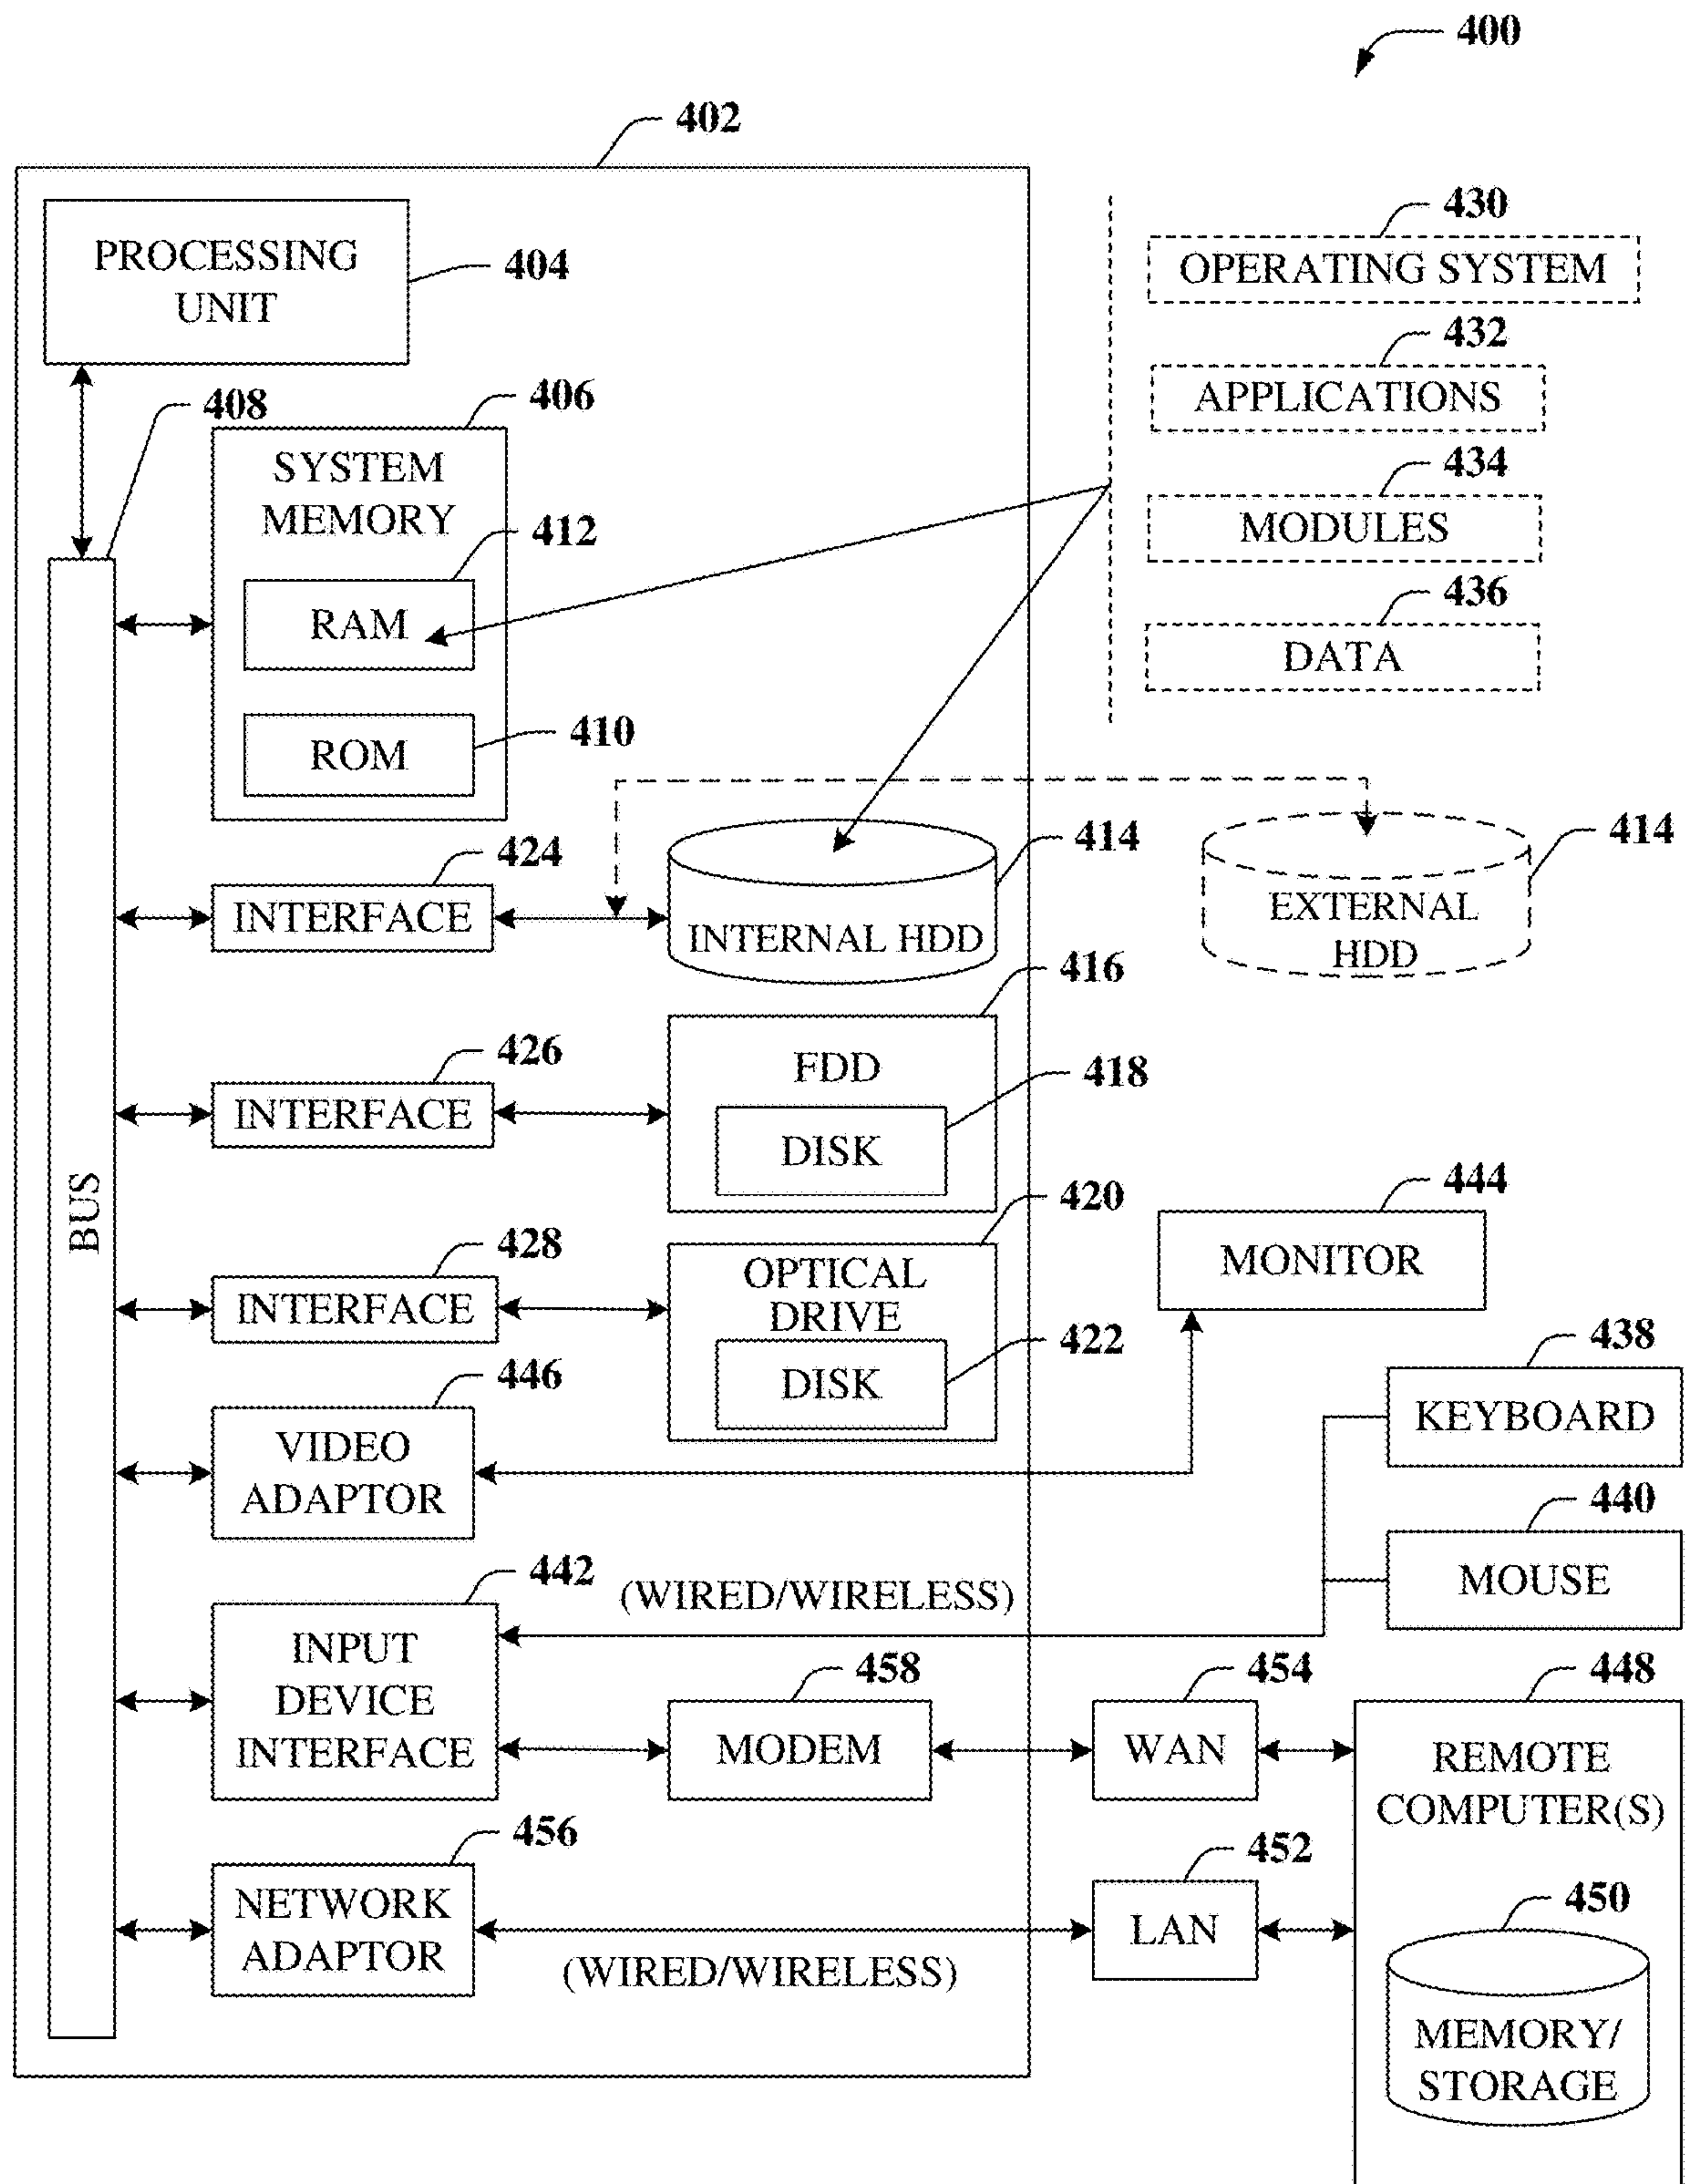 400
402
PROCESSING
UNIT
404
408
406
SYSTEM
MEMORY
412
RAM
ROM
410
430
OPERATING SYSTEM
432
APPLICATIONS
434
MODULES
436
DATA
424
INTERFACE
INTERNAL HDD
414
EXTERNAL
HDD
414
426
INTERFACE
416
FDD
418
DISK
BUS
428
INTERFACE
420
OPTICAL
DRIVE
422
DISK
444
MONITOR
446
VIDEO
ADAPTOR
438
KEYBOARD
440
MOUSE
442
(WIRED/WIRELESS)
INPUT
DEVICE
INTERFACE
458
MODEM
454
WAN
448
REMOTE
COMPUTER(S)
456
NETWORK
ADAPTOR
(WIRED/WIRELESS)
452
LAN
450
MEMORY/
STORAGE